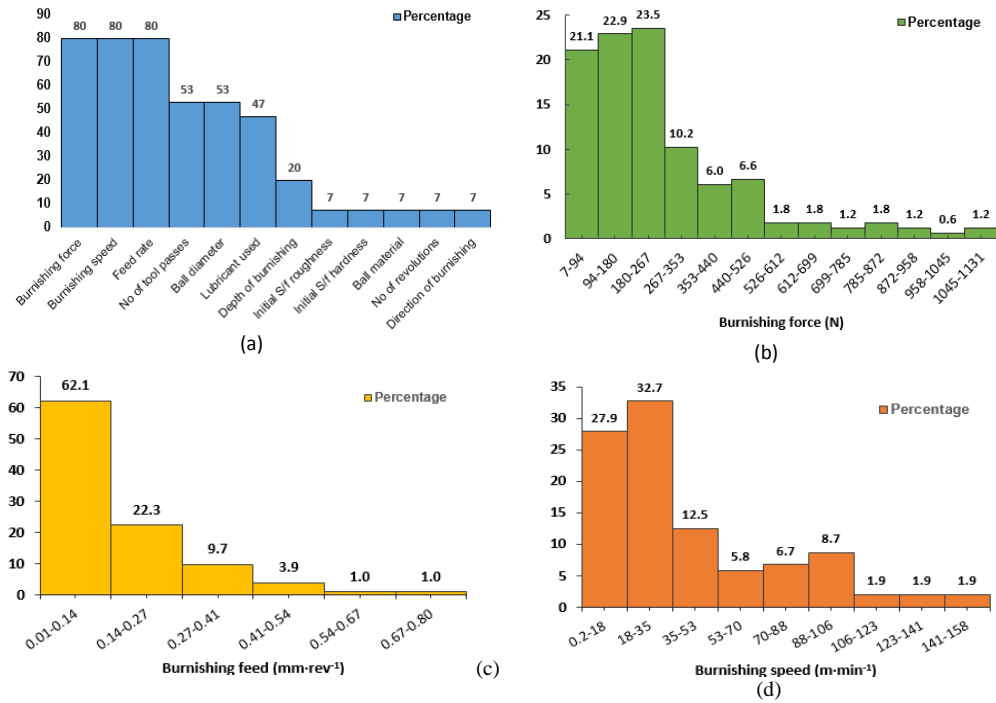 Percentage
90
80
70
60
50
40
30
20
10
0
80 80 80 53 53 47 20 7 7 7 7 7
Burnishing force
Burnishing speed
Feed rate
No of tool passes
Ball diameter
Lubricant used
Depth of burnishing
Initial S/f roughness
Initial S/f hardness
Ball material
No of revolutions
Direction of burnishing
(a)
Percentage
25
20
15
10
5
0
21.1 22.9 23.5 10.2 6.0 6.6 1.8 1.8 1.2 1.8 1.2 0.6 1.2
7-94
94-180
180-267
267-353
353-440
440-526
526-612
612-699
699-785
785-872
872-958
958-1045
1045-1131
Burnishing force (N)
(b)
Percentage
70
60
50
40
30
20
10
0
62.1 22.3 9.7 3.9 1.0 1.0
0.01-0.14
0.14-0.27
0.27-0.41
0.41-0.54
0.54-0.67
0.67-0.80
Burnishing feed (mm·rev⁻¹)
(c)
Percentage
35
30
25
20
15
10
5
0
27.9 32.7 12.5 5.8 6.7 8.7 1.9 1.9 1.9
0.2-18
18-35
35-53
53-70
70-88
88-106
106-123
123-141
141-158
Burnishing speed (m·min⁻¹)
(d)